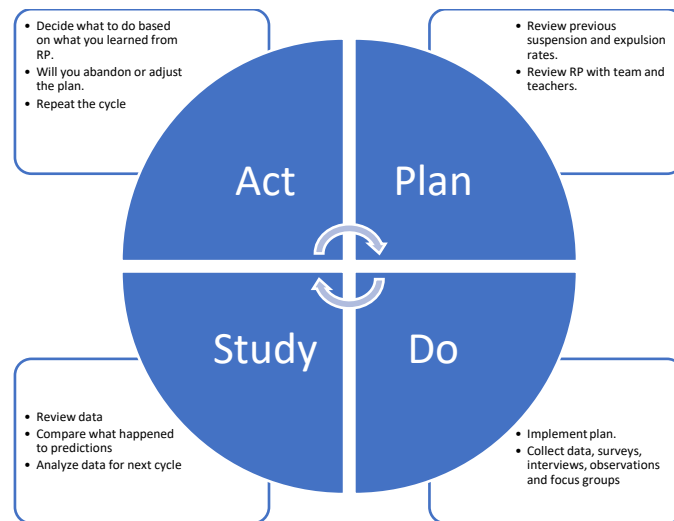 • Decide what to do based
on what you learned from
RP.
• Will you abandon or adjust
the plan.
• Repeat the cycle
• Review previous
suspension and expulsion
rates.
• Review RP with team and
teachers.
Act
Plan
Study
Do
• Review data
• Compare what happened
to predictions
• Analyze data for next cycle
• Implement plan.
• Collect data, surveys,
interviews, observations
and focus groups